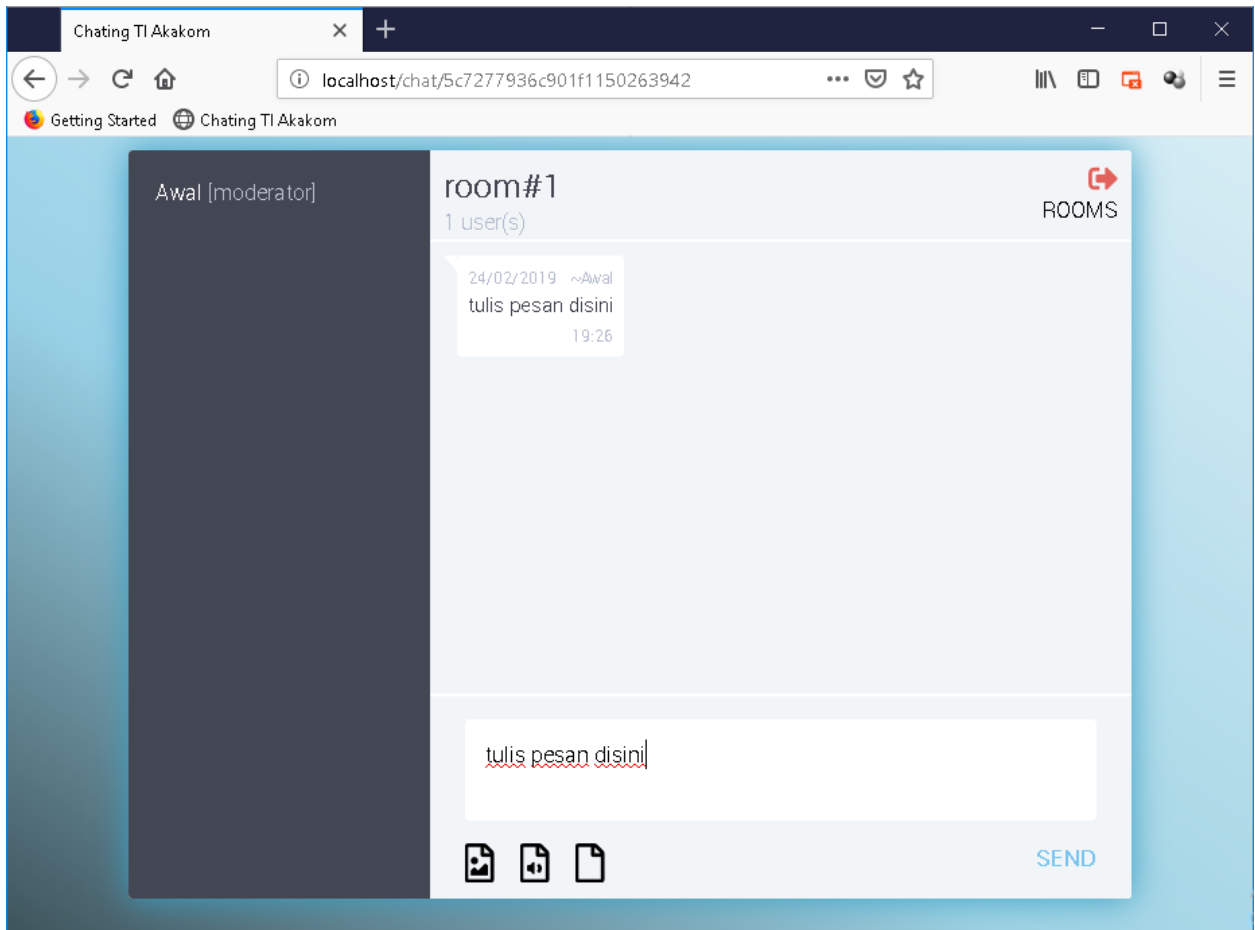 Chating TI Akakom
localhost/chat/5c7277936c901f1150263942
Getting Started Chating TI Akakom
Awal [moderator]
room#1
1 user(s)
ROOMS
24/02/2019 ~Awal
tulis pesan disini
19:26
tulis pesan disini
SEND